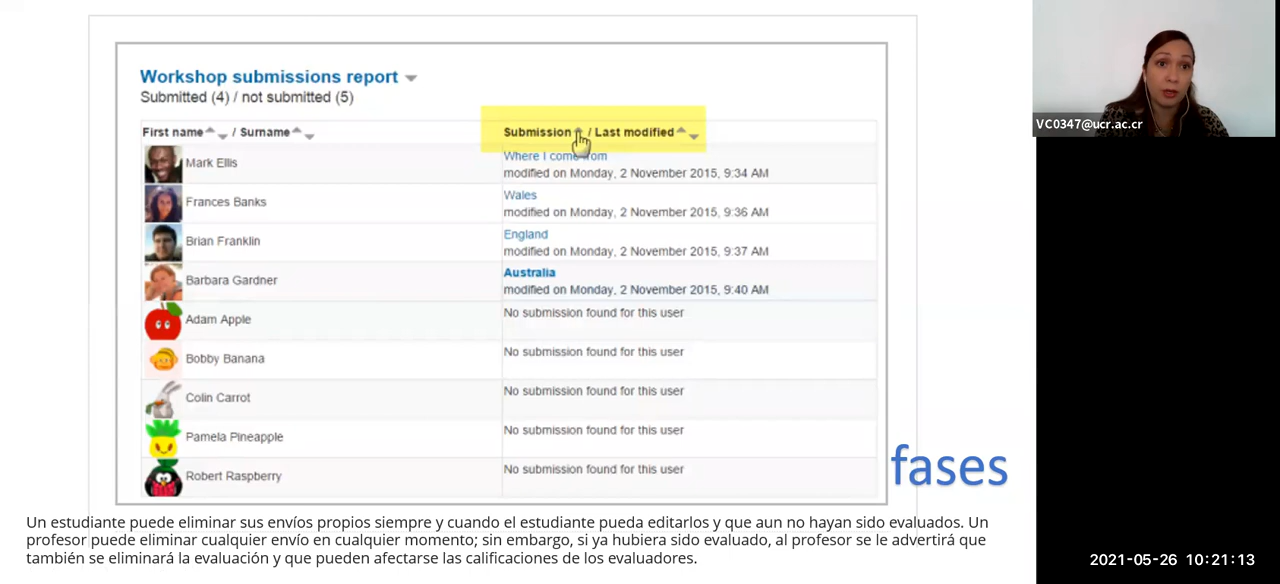 Workshop submissions report
Submitted (4) / not submitted (5)
First name / Surname
Submission / Last modified
Mark Ellis
Where I come from
modified on Monday, 2 November 2015, 9:34 AM
Frances Banks
Wales
modified on Monday, 2 November 2015, 9:36 AM
Brian Franklin
England
modified on Monday, 2 November 2015, 9:37 AM
Barbara Gardner
Australia
modified on Monday, 2 November 2015, 9:40 AM
Adam Apple
No submission found for this user
Bobby Banana
No submission found for this user
Colin Carrot
No submission found for this user
Pamela Pineapple
No submission found for this user
Robert Raspberry
No submission found for this user
fases
Un estudiante puede eliminar sus envíos propios siempre y cuando el estudiante pueda editarlos y que aun no hayan sido evaluados. Un
profesor puede eliminar cualquier envío en cualquier momento; sin embargo, si ya hubiera sido evaluado, al profesor se le advertirá que
también se eliminará la evaluación y que pueden afectarse las calificaciones de los evaluadores.
VC0347@ucr.ac.cr
2021-05-26 10:21:13